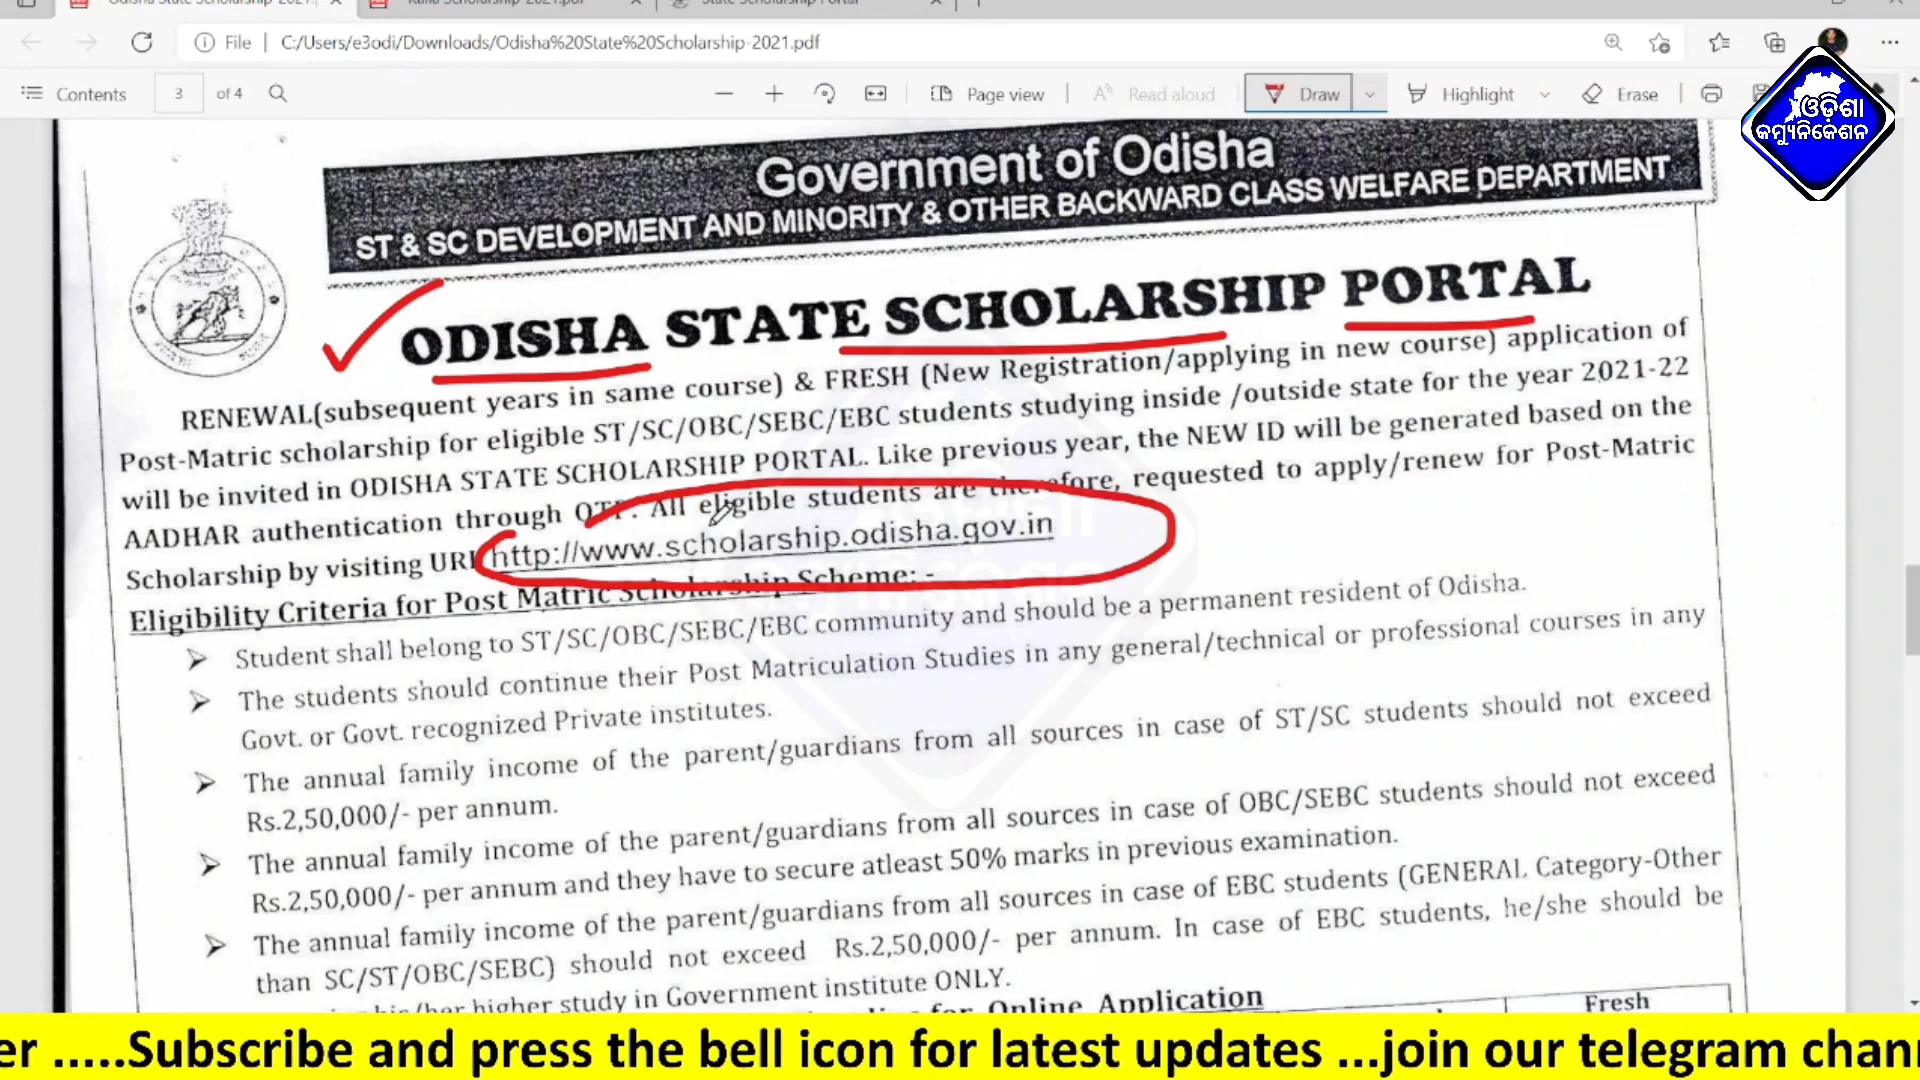 File
C:/Users/e3odi/Downloads/Odisha%20State%20Scholarship-2021.pdf
Contents 3 of 4 Page view Read aloud Draw Highlight Erase
ଓଡ଼ିଶା
କମ୍ୟୁନିକେଶନ
Government of Odisha
ST & SC DEVELOPMENT AND MINORITY & OTHER BACKWARD CLASS WELFARE DEPARTMENT
ODISHA STATE SCHOLARSHIP PORTAL
RENEWAL(subsequent years in same course) & FRESH (New Registration/applying in new course) application of
Post-Matric scholarship for eligible ST/SC/OBC/SEBC/EBC students studying inside /outside state for the year 2021-22
will be invited in ODISHA STATE SCHOLARSHIP PORTAL. Like previous year, the NEW ID will be generated based on the
AADHAR authentication through OTP. All eligible students are therefore, requested to apply/renew for Post-Matric
Scholarship by visiting URL http://www.scholarship.odisha.gov.in
Eligibility Criteria for Post Matric Scholarship Scheme: -
➢ Student shall belong to ST/SC/OBC/SEBC/EBC community and should be a permanent resident of Odisha.
➢ The students should continue their Post Matriculation Studies in any general/technical or professional courses in any
Govt. or Govt. recognized Private institutes.
➢ The annual family income of the parent/guardians from all sources in case of ST/SC students should not exceed
Rs.2,50,000/- per annum.
➢ The annual family income of the parent/guardians from all sources in case of OBC/SEBC students should not exceed
Rs.2,50,000/- per annum and they have to secure atleast 50% marks in previous examination.
➢ The annual family income of the parent/guardians from all sources in case of EBC students (GENERAL Category-Other
than SC/ST/OBC/SEBC) should not exceed Rs.2,50,000/- per annum. In case of EBC students, he/she should be
his/her higher study in Government institute ONLY.
for Online Application
Fresh
er .....Subscribe and press the bell icon for latest updates ...join our telegram chan